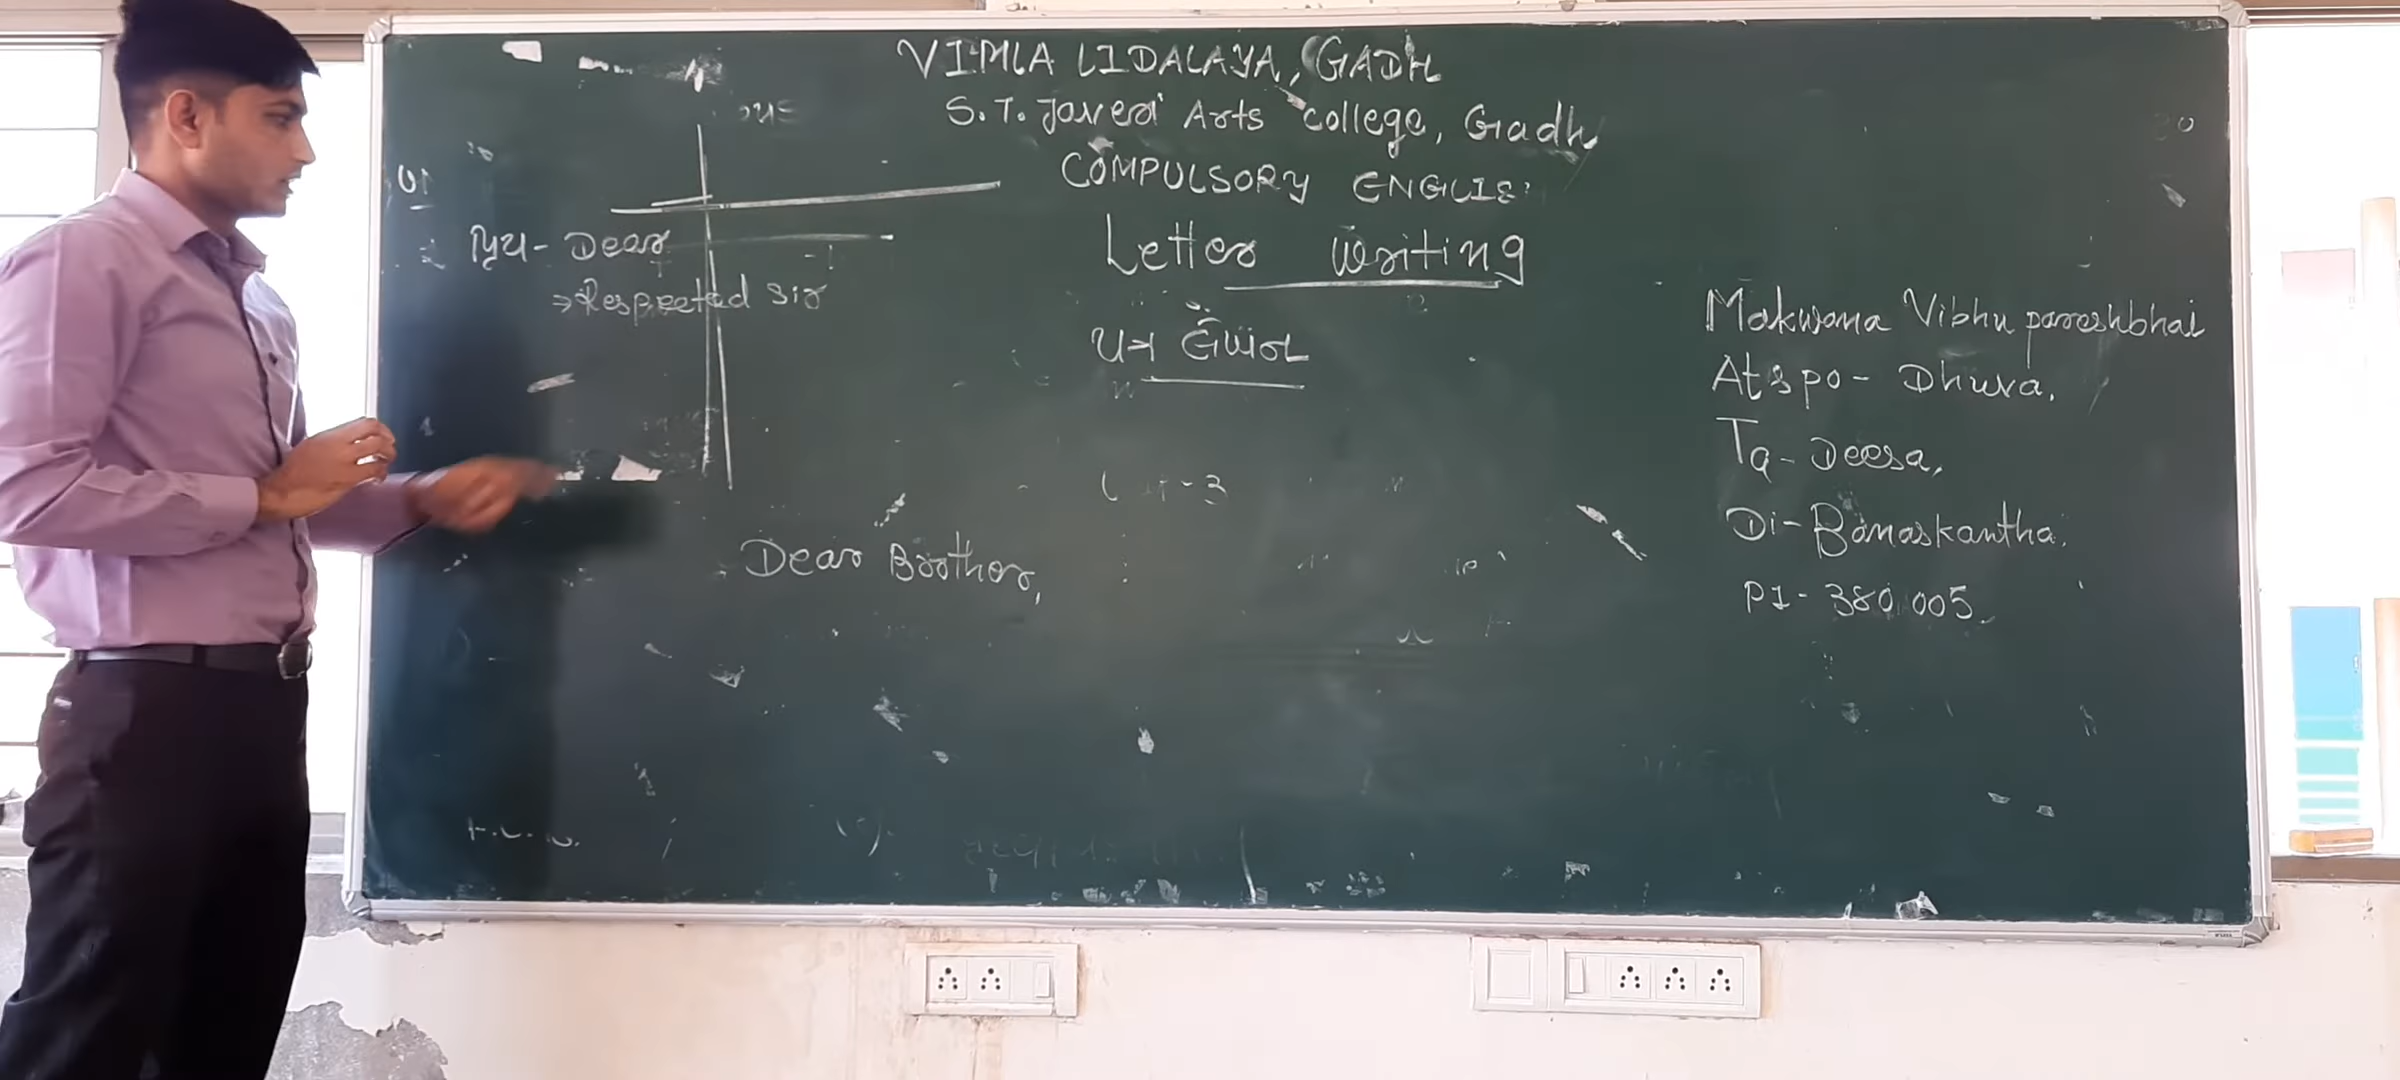 VIMLA LIDALAYA, GADH
S.T. Javeri Arts college, Gadh
COMPULSORY ENGLIS
Letter writing
પત્ર લેખન
પ્રિય - Dear
⇒ Respected Sir
Makwana Vibhu pareshbhai
At & po - Dhuva,
Ta - Deesa,
Di - Banaskantha.
PI - 380 005.
Dear Brother,